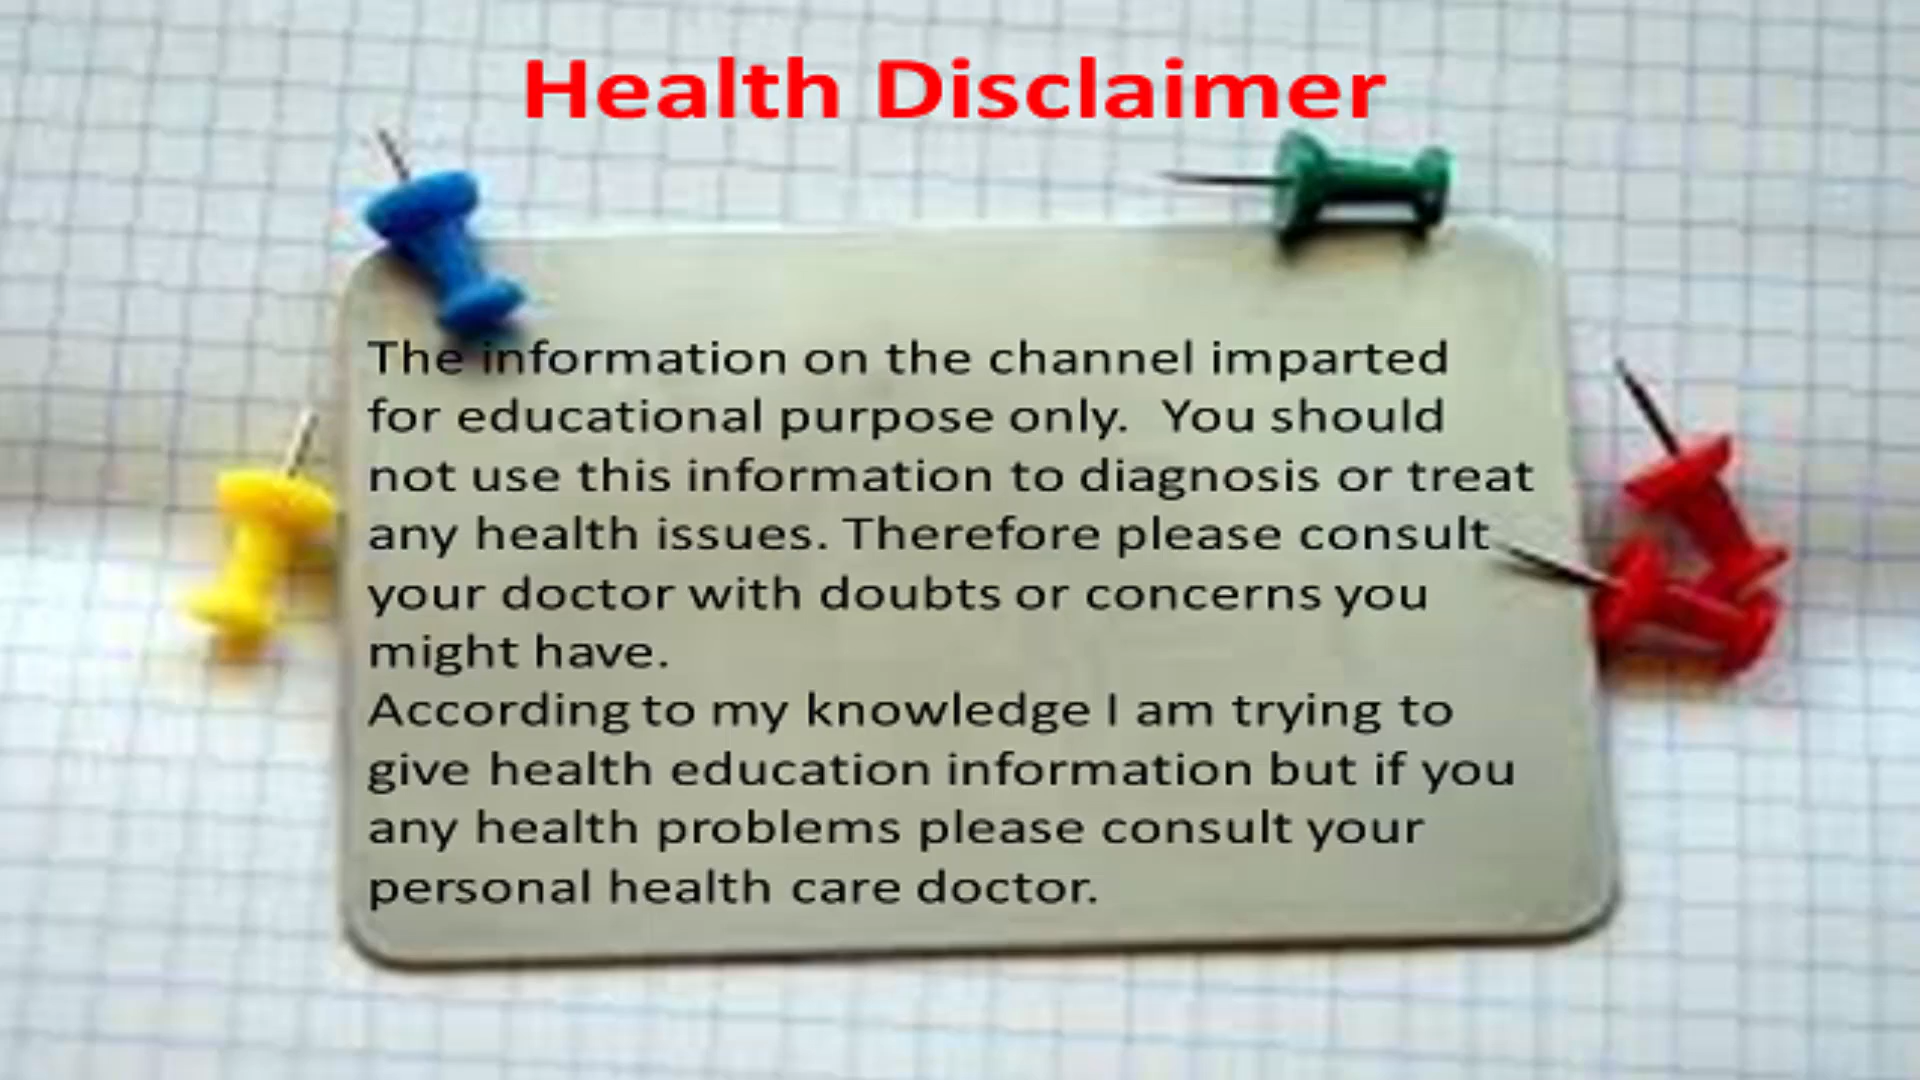 Health Disclaimer
The information on the channel imparted
for educational purpose only.  You should
not use this information to diagnosis or treat
any health issues. Therefore please consult
your doctor with doubts or concerns you
might have.
According to my knowledge I am trying to
give health education information but if you
any health problems please consult your
personal health care doctor.